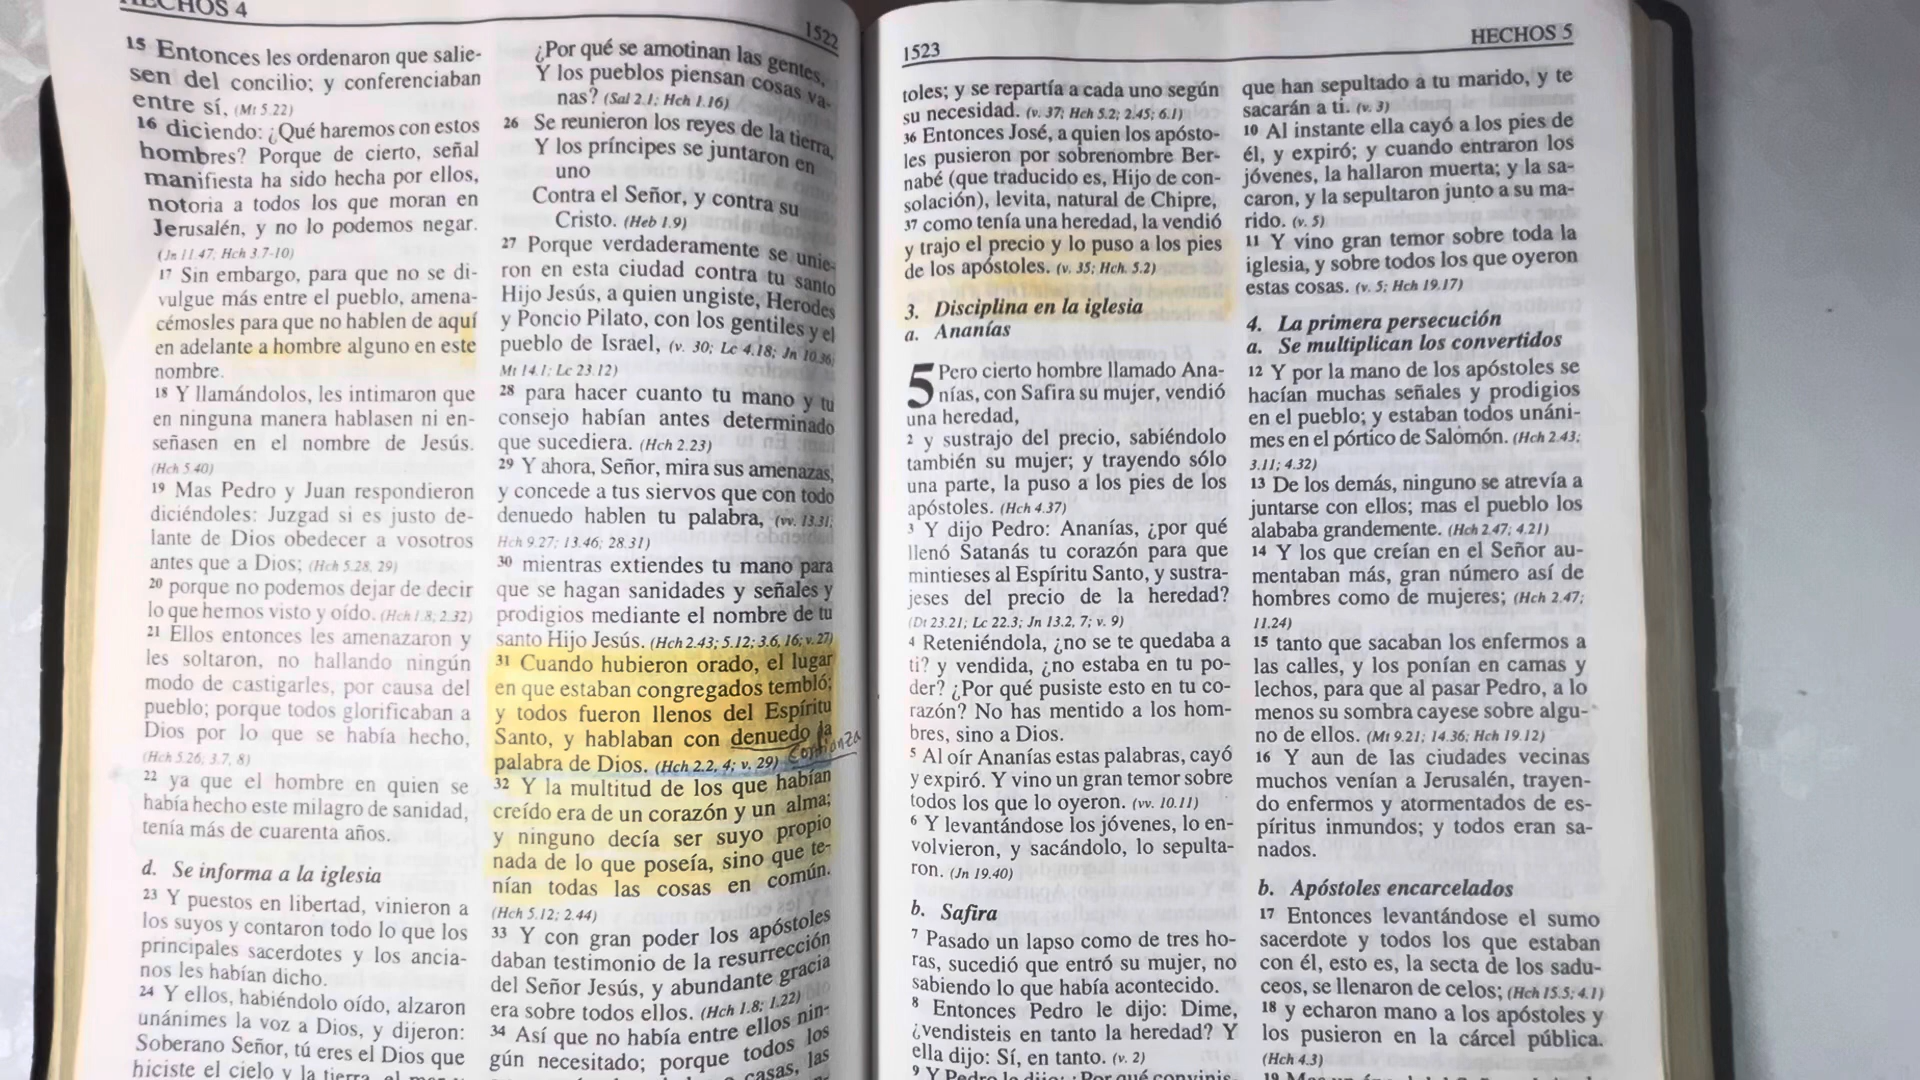 HECHOS 4
1522
15 Entonces les ordenaron que salie-
sen del concilio; y conferenciaban
entre sí, (Mt 5.22)
16 diciendo: ¿Qué haremos con estos
hombres? Porque de cierto, señal
manifiesta ha sido hecha por ellos,
notoria a todos los que moran en
Jerusalén, y no lo podemos negar.
(Jn 11.47; Hch 3.7-10)
17 Sin embargo, para que no se di-
vulgue más entre el pueblo, amena-
cémosles para que no hablen de aquí
en adelante a hombre alguno en este
nombre.
18 Y llamándolos, les intimaron que
en ninguna manera hablasen ni en-
señasen en el nombre de Jesús.
(Hch 5.40)
19 Mas Pedro y Juan respondieron
diciéndoles: Juzgad si es justo de-
lante de Dios obedecer a vosotros
antes que a Dios; (Hch 5.28, 29)
20 porque no podemos dejar de decir
lo que hemos visto y oído. (Hch 1.8; 2.32)
21 Ellos entonces les amenazaron y
les soltaron, no hallando ningún
modo de castigarles, por causa del
pueblo; porque todos glorificaban a
Dios por lo que se había hecho,
(Hch 5.26; 3.7, 8)
22 ya que el hombre en quien se
había hecho este milagro de sanidad,
tenía más de cuarenta años.
d. Se informa a la iglesia
23 Y puestos en libertad, vinieron a
los suyos y contaron todo lo que los
principales sacerdotes y los ancia-
nos les habían dicho.
24 Y ellos, habiéndolo oído, alzaron
unánimes la voz a Dios, y dijeron:
Soberano Señor, tú eres el Dios que
hiciste el cielo y la tierra, el
¿Por qué se amotinan las gentes,
Y los pueblos piensan cosas va-
nas? (Sal 2.1; Hch 1.16)
26 Se reunieron los reyes de la tierra,
Y los príncipes se juntaron en
uno
Contra el Señor, y contra su
Cristo. (Heb 1.9)
27 Porque verdaderamente se unie-
ron en esta ciudad contra tu santo
Hijo Jesús, a quien ungiste, Herodes
y Poncio Pilato, con los gentiles y el
pueblo de Israel, (v. 30; Lc 4.18; Jn 10.36;
Mt 14.1; Lc 23.12)
28 para hacer cuanto tu mano y tu
consejo habían antes determinado
que sucediera. (Hch 2.23)
29 Y ahora, Señor, mira sus amenazas,
y concede a tus siervos que con todo
denuedo hablen tu palabra, (vv. 13.31;
Hch 9.27; 13.46; 28.31)
30 mientras extiendes tu mano para
que se hagan sanidades y señales y
prodigios mediante el nombre de tu
santo Hijo Jesús. (Hch 2.43; 5.12; 3.6, 16; v. 27)
31 Cuando hubieron orado, el lugar
en que estaban congregados tembló;
y todos fueron llenos del Espíritu
Santo, y hablaban con denuedo la
Confianza
palabra de Dios. (Hch 2.2, 4; v. 29)
32 Y la multitud de los que habían
creído era de un corazón y un alma;
y ninguno decía ser suyo propio
nada de lo que poseía, sino que te-
nían todas las cosas en común.
(Hch 5.12; 2.44)
33 Y con gran poder los apóstoles
daban testimonio de la resurrección
del Señor Jesús, y abundante gracia
era sobre todos ellos. (Hch 1.8; 1.22)
34 Así que no había entre ellos nin-
gún necesitado; porque todos los
casas, las
1523
HECHOS 5
toles; y se repartía a cada uno según
su necesidad. (v. 37; Hch 5.2; 2.45; 6.1)
36 Entonces José, a quien los apósto-
les pusieron por sobrenombre Ber-
nabé (que traducido es, Hijo de con-
solación), levita, natural de Chipre,
37 como tenía una heredad, la vendió
y trajo el precio y lo puso a los pies
de los apóstoles. (v. 35; Hch. 5.2)
3. Disciplina en la iglesia
a. Ananías
5 Pero cierto hombre llamado Ana-
nías, con Safira su mujer, vendió
una heredad,
2 y sustrajo del precio, sabiéndolo
también su mujer; y trayendo sólo
una parte, la puso a los pies de los
apóstoles. (Hch 4.37)
3 Y dijo Pedro: Ananías, ¿por qué
llenó Satanás tu corazón para que
mintieses al Espíritu Santo, y sustra-
jeses del precio de la heredad?
(Dt 23.21; Lc 22.3; Jn 13.2, 7; v. 9)
4 Reteniéndola, ¿no se te quedaba a
ti? y vendida, ¿no estaba en tu po-
der? ¿Por qué pusiste esto en tu co-
razón? No has mentido a los hom-
bres, sino a Dios.
5 Al oír Ananías estas palabras, cayó
y expiró. Y vino un gran temor sobre
todos los que lo oyeron. (vv. 10.11)
6 Y levantándose los jóvenes, lo en-
volvieron, y sacándolo, lo sepulta-
ron. (Jn 19.40)
b. Safira
7 Pasado un lapso como de tres ho-
ras, sucedió que entró su mujer, no
sabiendo lo que había acontecido.
8 Entonces Pedro le dijo: Dime,
¿vendisteis en tanto la heredad? Y
ella dijo: Sí, en tanto. (v. 2)
9 Y Pedro le dijo: ¿Por qué convinis-
que han sepultado a tu marido, y te
sacarán a ti. (v. 3)
10 Al instante ella cayó a los pies de
él, y expiró; y cuando entraron los
jóvenes, la hallaron muerta; y la sa-
caron, y la sepultaron junto a su ma-
rido. (v. 5)
11 Y vino gran temor sobre toda la
iglesia, y sobre todos los que oyeron
estas cosas. (v. 5; Hch 19.17)
4. La primera persecución
a. Se multiplican los convertidos
12 Y por la mano de los apóstoles se
hacían muchas señales y prodigios
en el pueblo; y estaban todos unáni-
mes en el pórtico de Salomón. (Hch 2.43;
3.11; 4.32)
13 De los demás, ninguno se atrevía a
juntarse con ellos; mas el pueblo los
alababa grandemente. (Hch 2.47; 4.21)
14 Y los que creían en el Señor au-
mentaban más, gran número así de
hombres como de mujeres; (Hch 2.47;
11.24)
15 tanto que sacaban los enfermos a
las calles, y los ponían en camas y
lechos, para que al pasar Pedro, a lo
menos su sombra cayese sobre algu-
no de ellos. (Mt 9.21; 14.36; Hch 19.12)
16 Y aun de las ciudades vecinas
muchos venían a Jerusalén, trayen-
do enfermos y atormentados de es-
píritus inmundos; y todos eran sa-
nados.
b. Apóstoles encarcelados
17 Entonces levantándose el sumo
sacerdote y todos los que estaban
con él, esto es, la secta de los sadu-
ceos, se llenaron de celos; (Hch 15.5; 4.1)
18 y echaron mano a los apóstoles y
los pusieron en la cárcel pública.
(Hch 4.3)